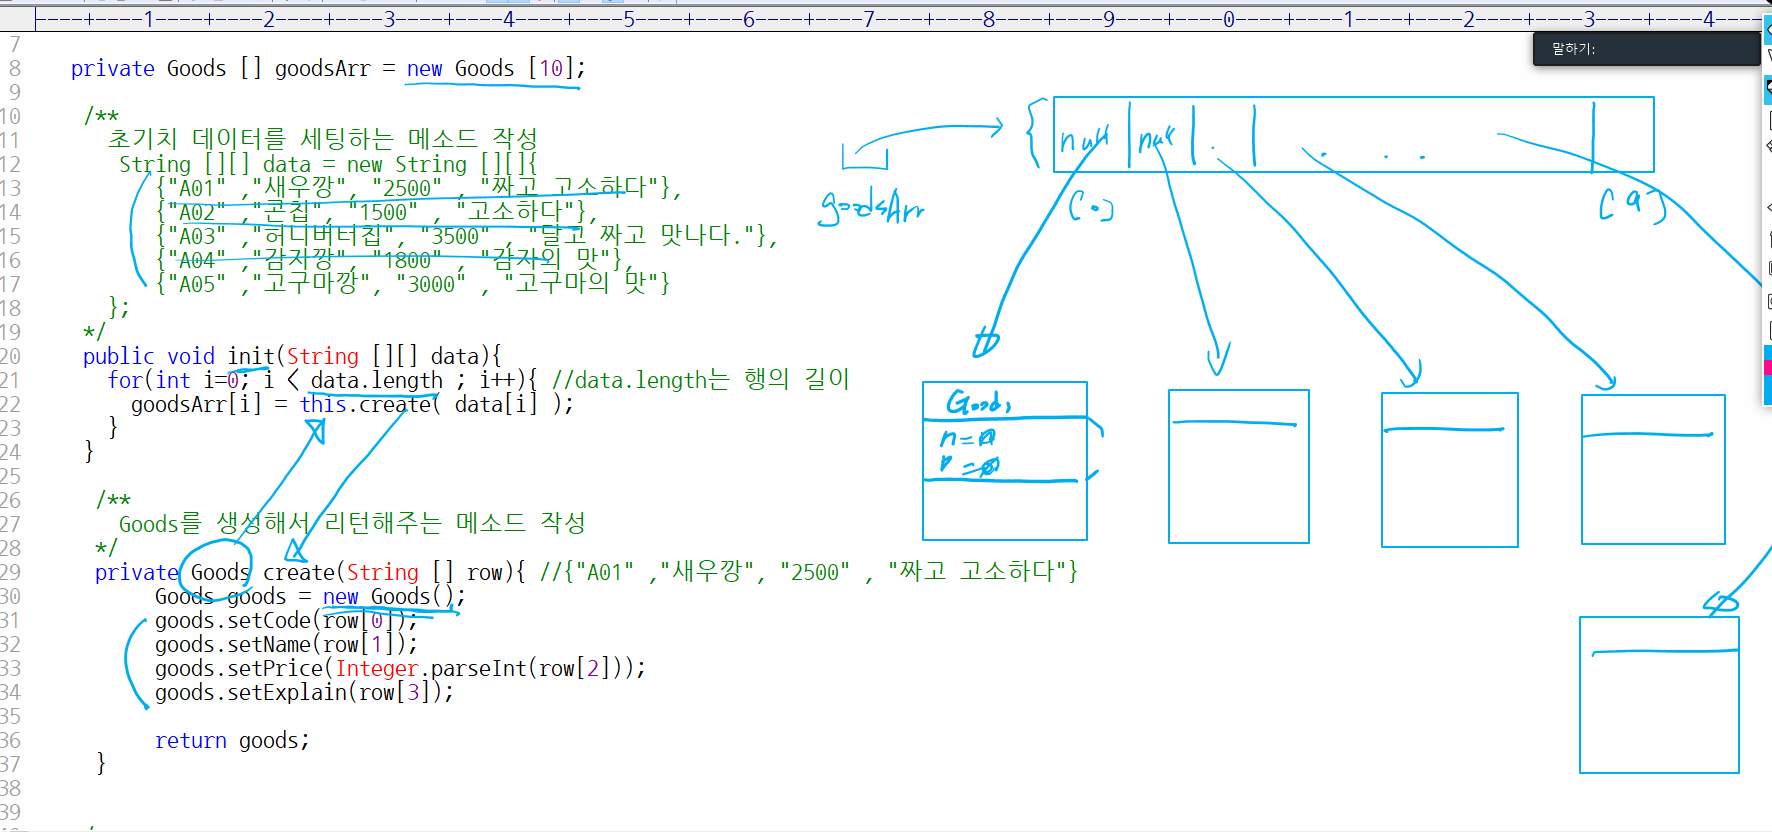 1 2 3 4 5 6 7 8 9 0 1 2 3 4
말하기:
7
8 private Goods [] goodsArr = new Goods [10];
9
10 /**
11 초기치 데이터를 세팅하는 메소드 작성
12 String [][] data = new String [][]{
13 {"A01" ,"새우깡", "2500" , "짜고 고소하다"},
14 {"A02" ,"콘칩", "1500" , "고소하다"},
15 {"A03" ,"허니버터칩", "3500" , "달고 짜고 맛나다."},
16 {"A04" ,"감자깡", "1800" , "감자의 맛"},
17 {"A05" ,"고구마깡", "3000" , "고구마의 맛"}
18 };
19 */
20 public void init(String [][] data){
21 for(int i=0; i < data.length ; i++){ //data.length는 행의 길이
22 goodsArr[i] = this.create( data[i] );
23 }
24 }
25
26 /**
27 Goods를 생성해서 리턴해주는 메소드 작성
28 */
29 private Goods create(String [] row){ //{"A01" ,"새우깡", "2500" , "짜고 고소하다"}
30 Goods goods = new Goods();
31 goods.setCode(row[0]);
32 goods.setName(row[1]);
33 goods.setPrice(Integer.parseInt(row[2]));
34 goods.setExplain(row[3]);
35
36 return goods;
37 }
38
39
null null . . . .
goodsArr [0] [9]
Goods
n=0